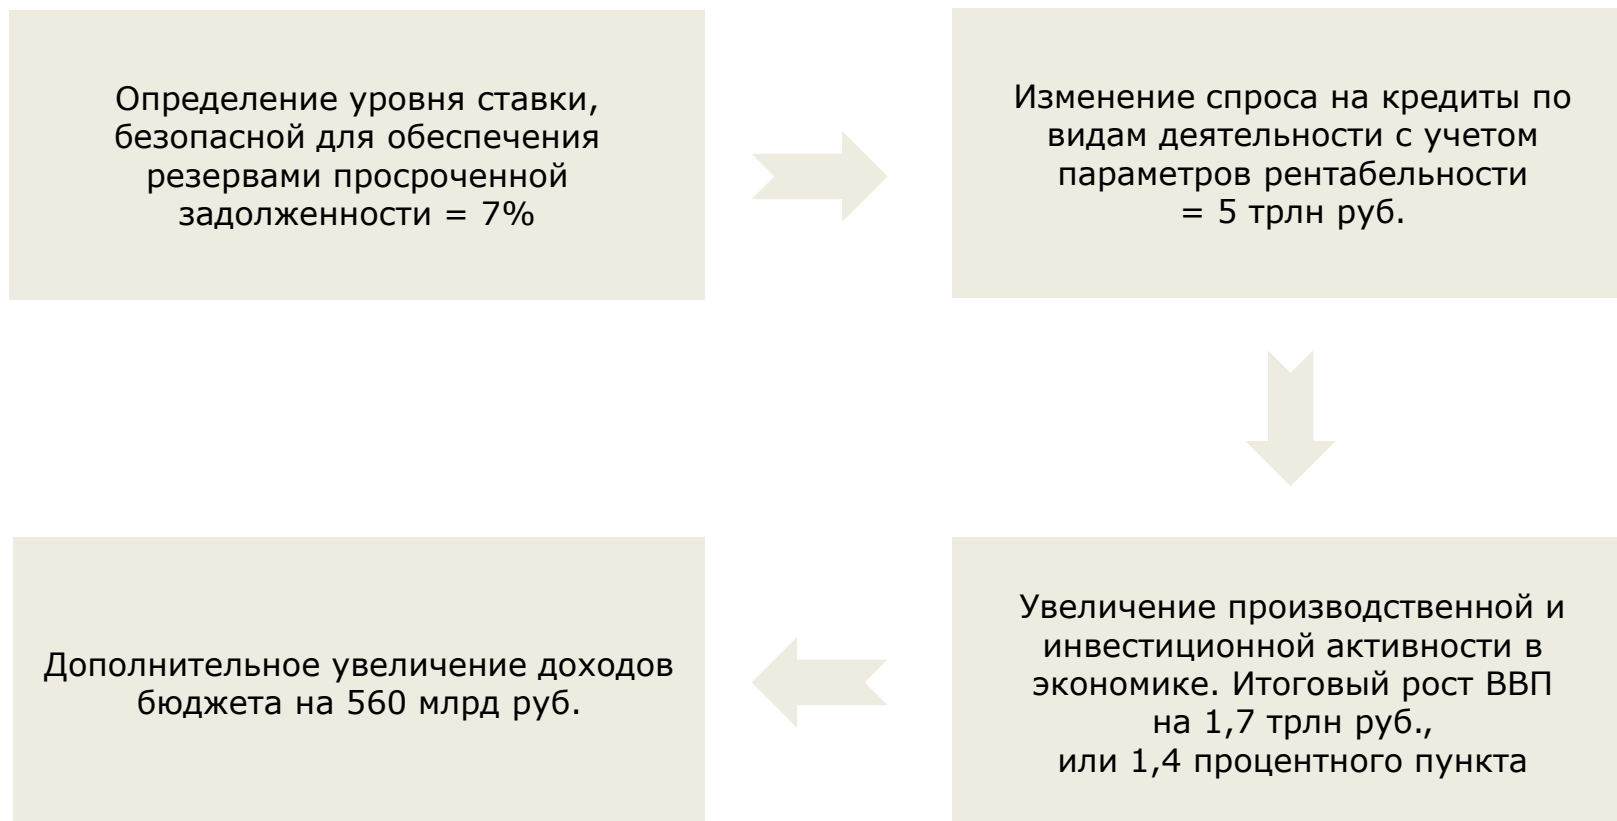 Определение уровня ставки,
безопасной для обеспечения
резервами просроченной
задолженности = 7%
Изменение спроса на кредиты по
видам деятельности с учетом
параметров рентабельности
= 5 трлн руб.
Увеличение производственной и
инвестиционной активности в
экономике. Итоговый рост ВВП
на 1,7 трлн руб.,
или 1,4 процентного пункта
Дополнительное увеличение доходов
бюджета на 560 млрд руб.